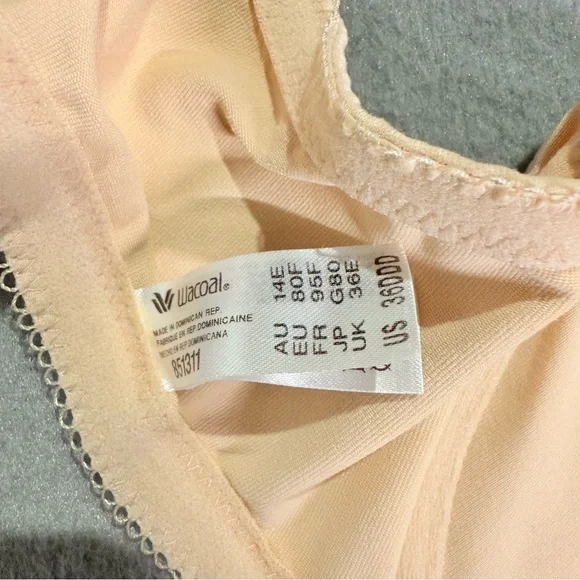 wacoal®
MADE IN DOMINICAN REP.
FABRIQUE EN REP. DOMINICAINE
HECHO EN REP. DOMINICANA
851311
AU 14E
EU 80F
FR 95F
JP G80
UK 36E
US 36DDD